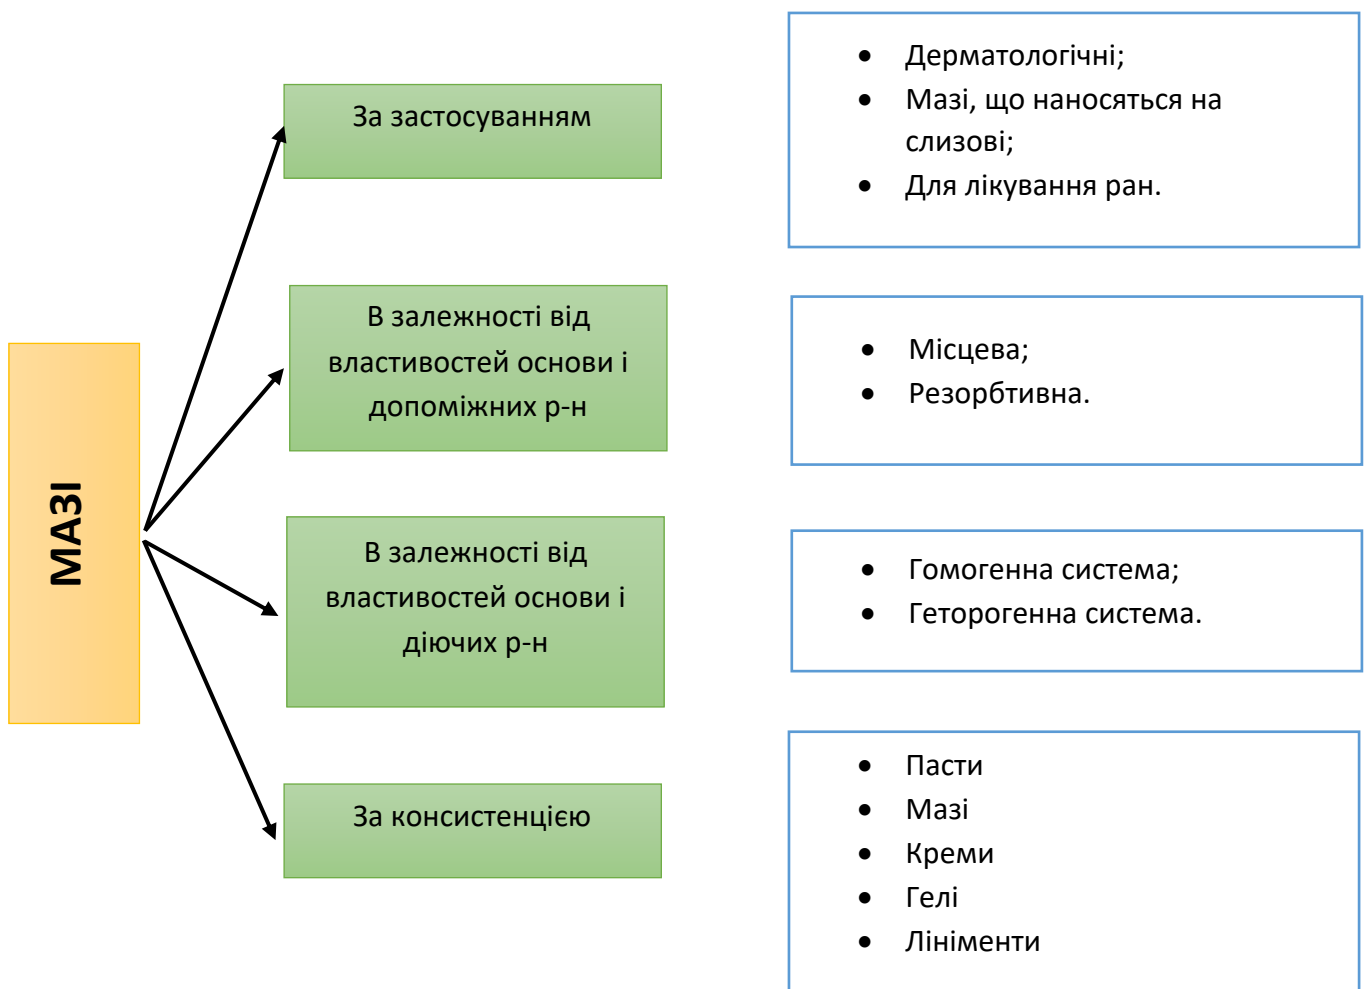 МАЗІ
За застосуванням
Дерматологічні;
Мазі, що наносяться на
слизові;
Для лікування ран.
В залежності від
властивостей основи і
допоміжних р-н
Місцева;
Резорбтивна.
В залежності від
властивостей основи і
діючих р-н
Гомогенна система;
Геторогенна система.
За консистенцією
Пасти
Мазі
Креми
Гелі
Лініменти